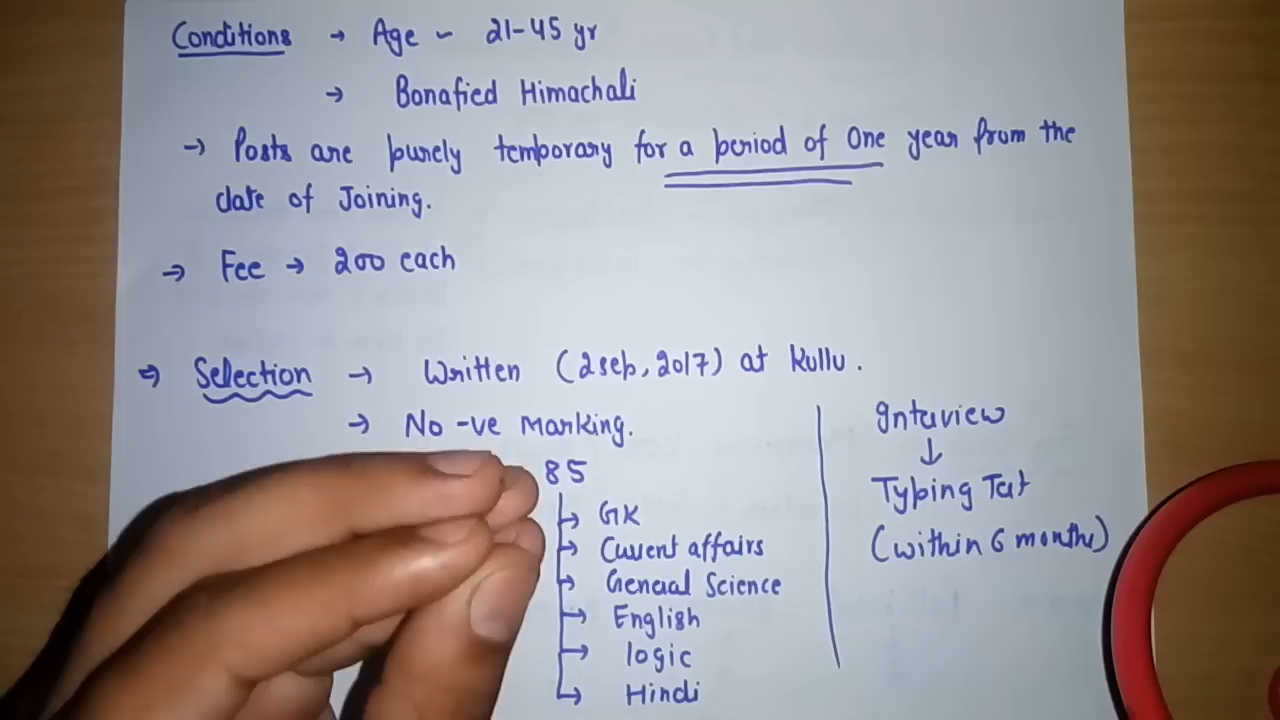 Conditions → Age - 21-45 yr
→ Bonafied Himachali
→ Posts are purely temporary for a period of One year from the
date of Joining.
→ Fee → 200 each
⇒ Selection → Written (2 Sep, 2017) at Kullu.
→ No -ve Marking.
85
→ GK
→ Current affairs
→ General Science
→ English
→ logic
→ Hindi
Interview
↓
Typing Test
(within 6 months)